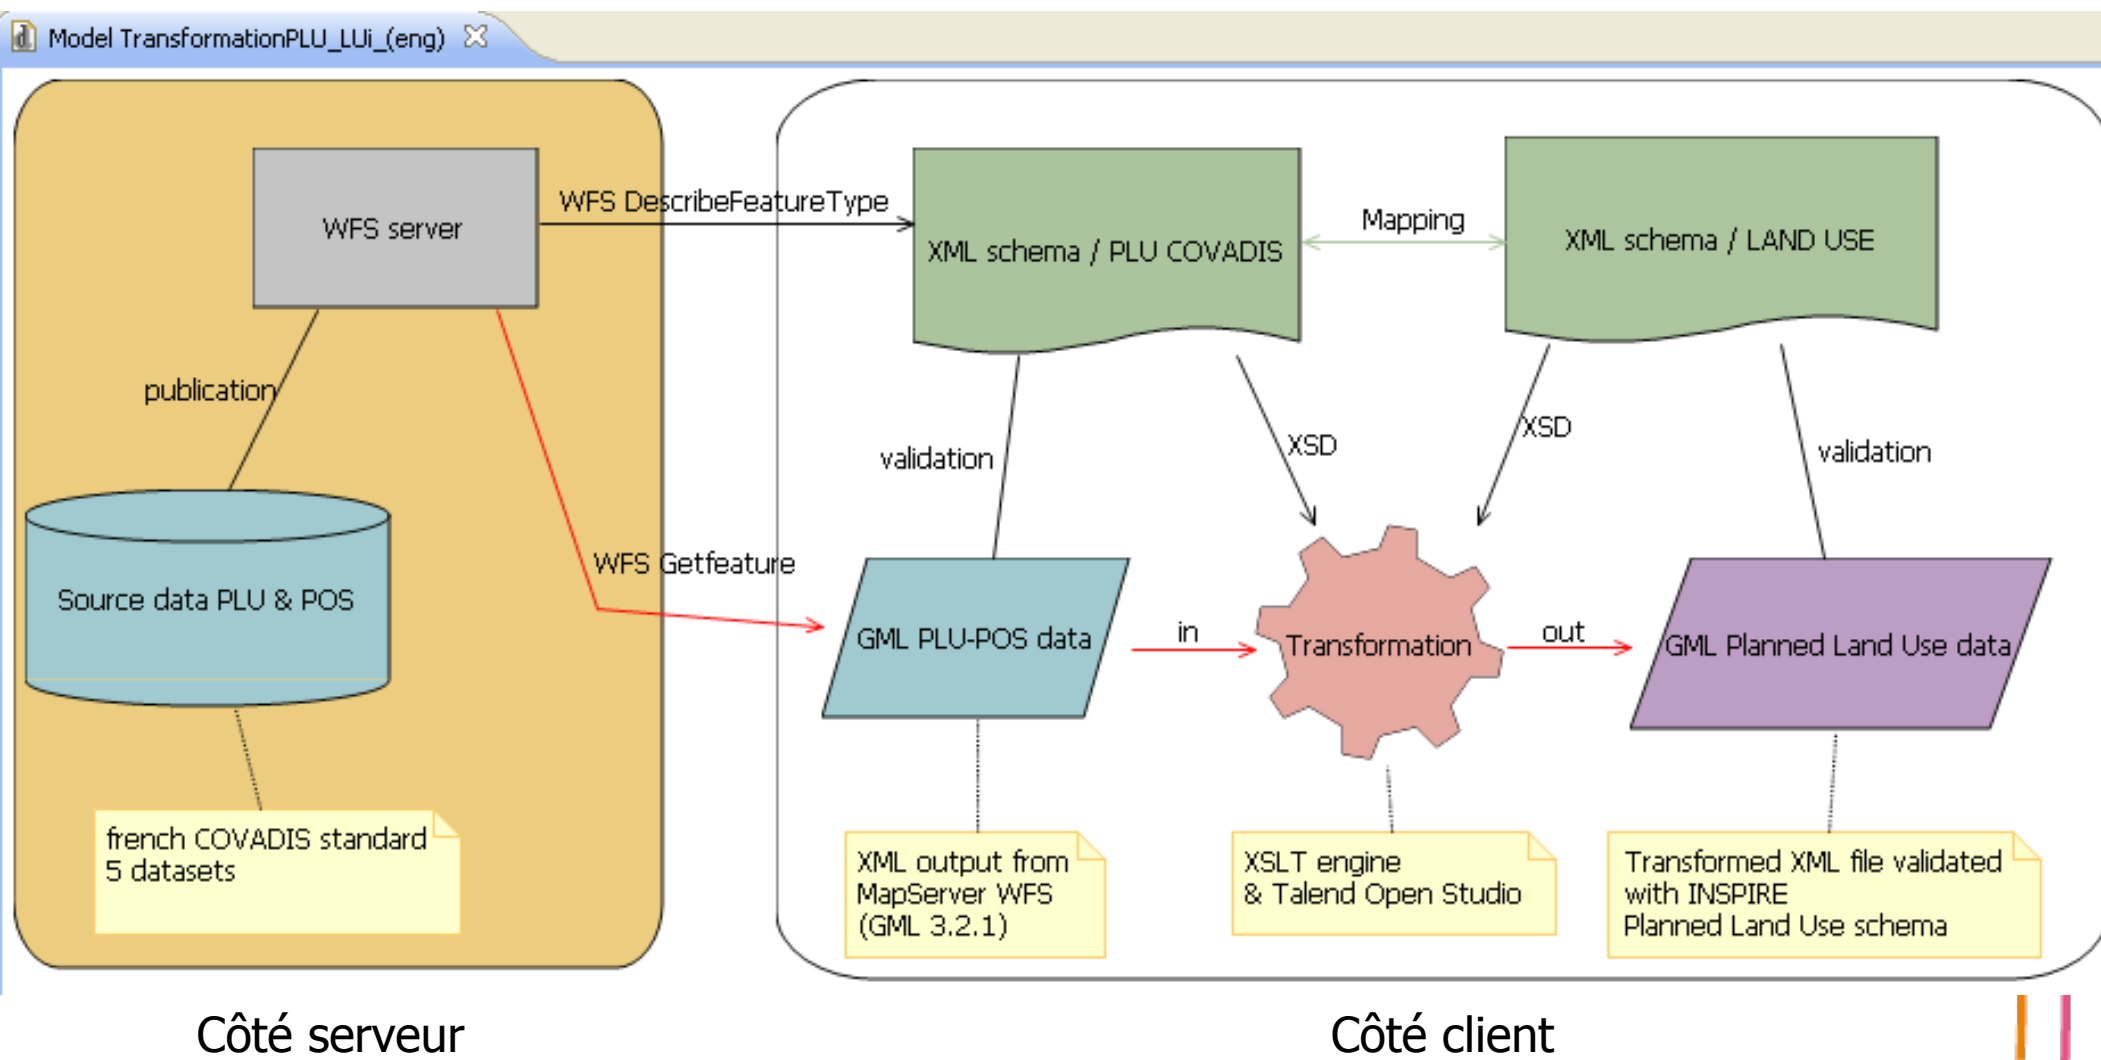 Model TransformationPLU_LUi_(eng)
WFS server
WFS DescribeFeatureType
XML schema / PLU COVADIS
Mapping
XML schema / LAND USE
publication
validation
XSD
XSD
validation
WFS Getfeature
Source data PLU & POS
GML PLU-POS data
in
Transformation
out
GML Planned Land Use data
french COVADIS standard
5 datasets
XML output from
MapServer WFS
(GML 3.2.1)
XSLT engine
& Talend Open Studio
Transformed XML file validated
with INSPIRE
Planned Land Use schema
Côté serveur
Côté client